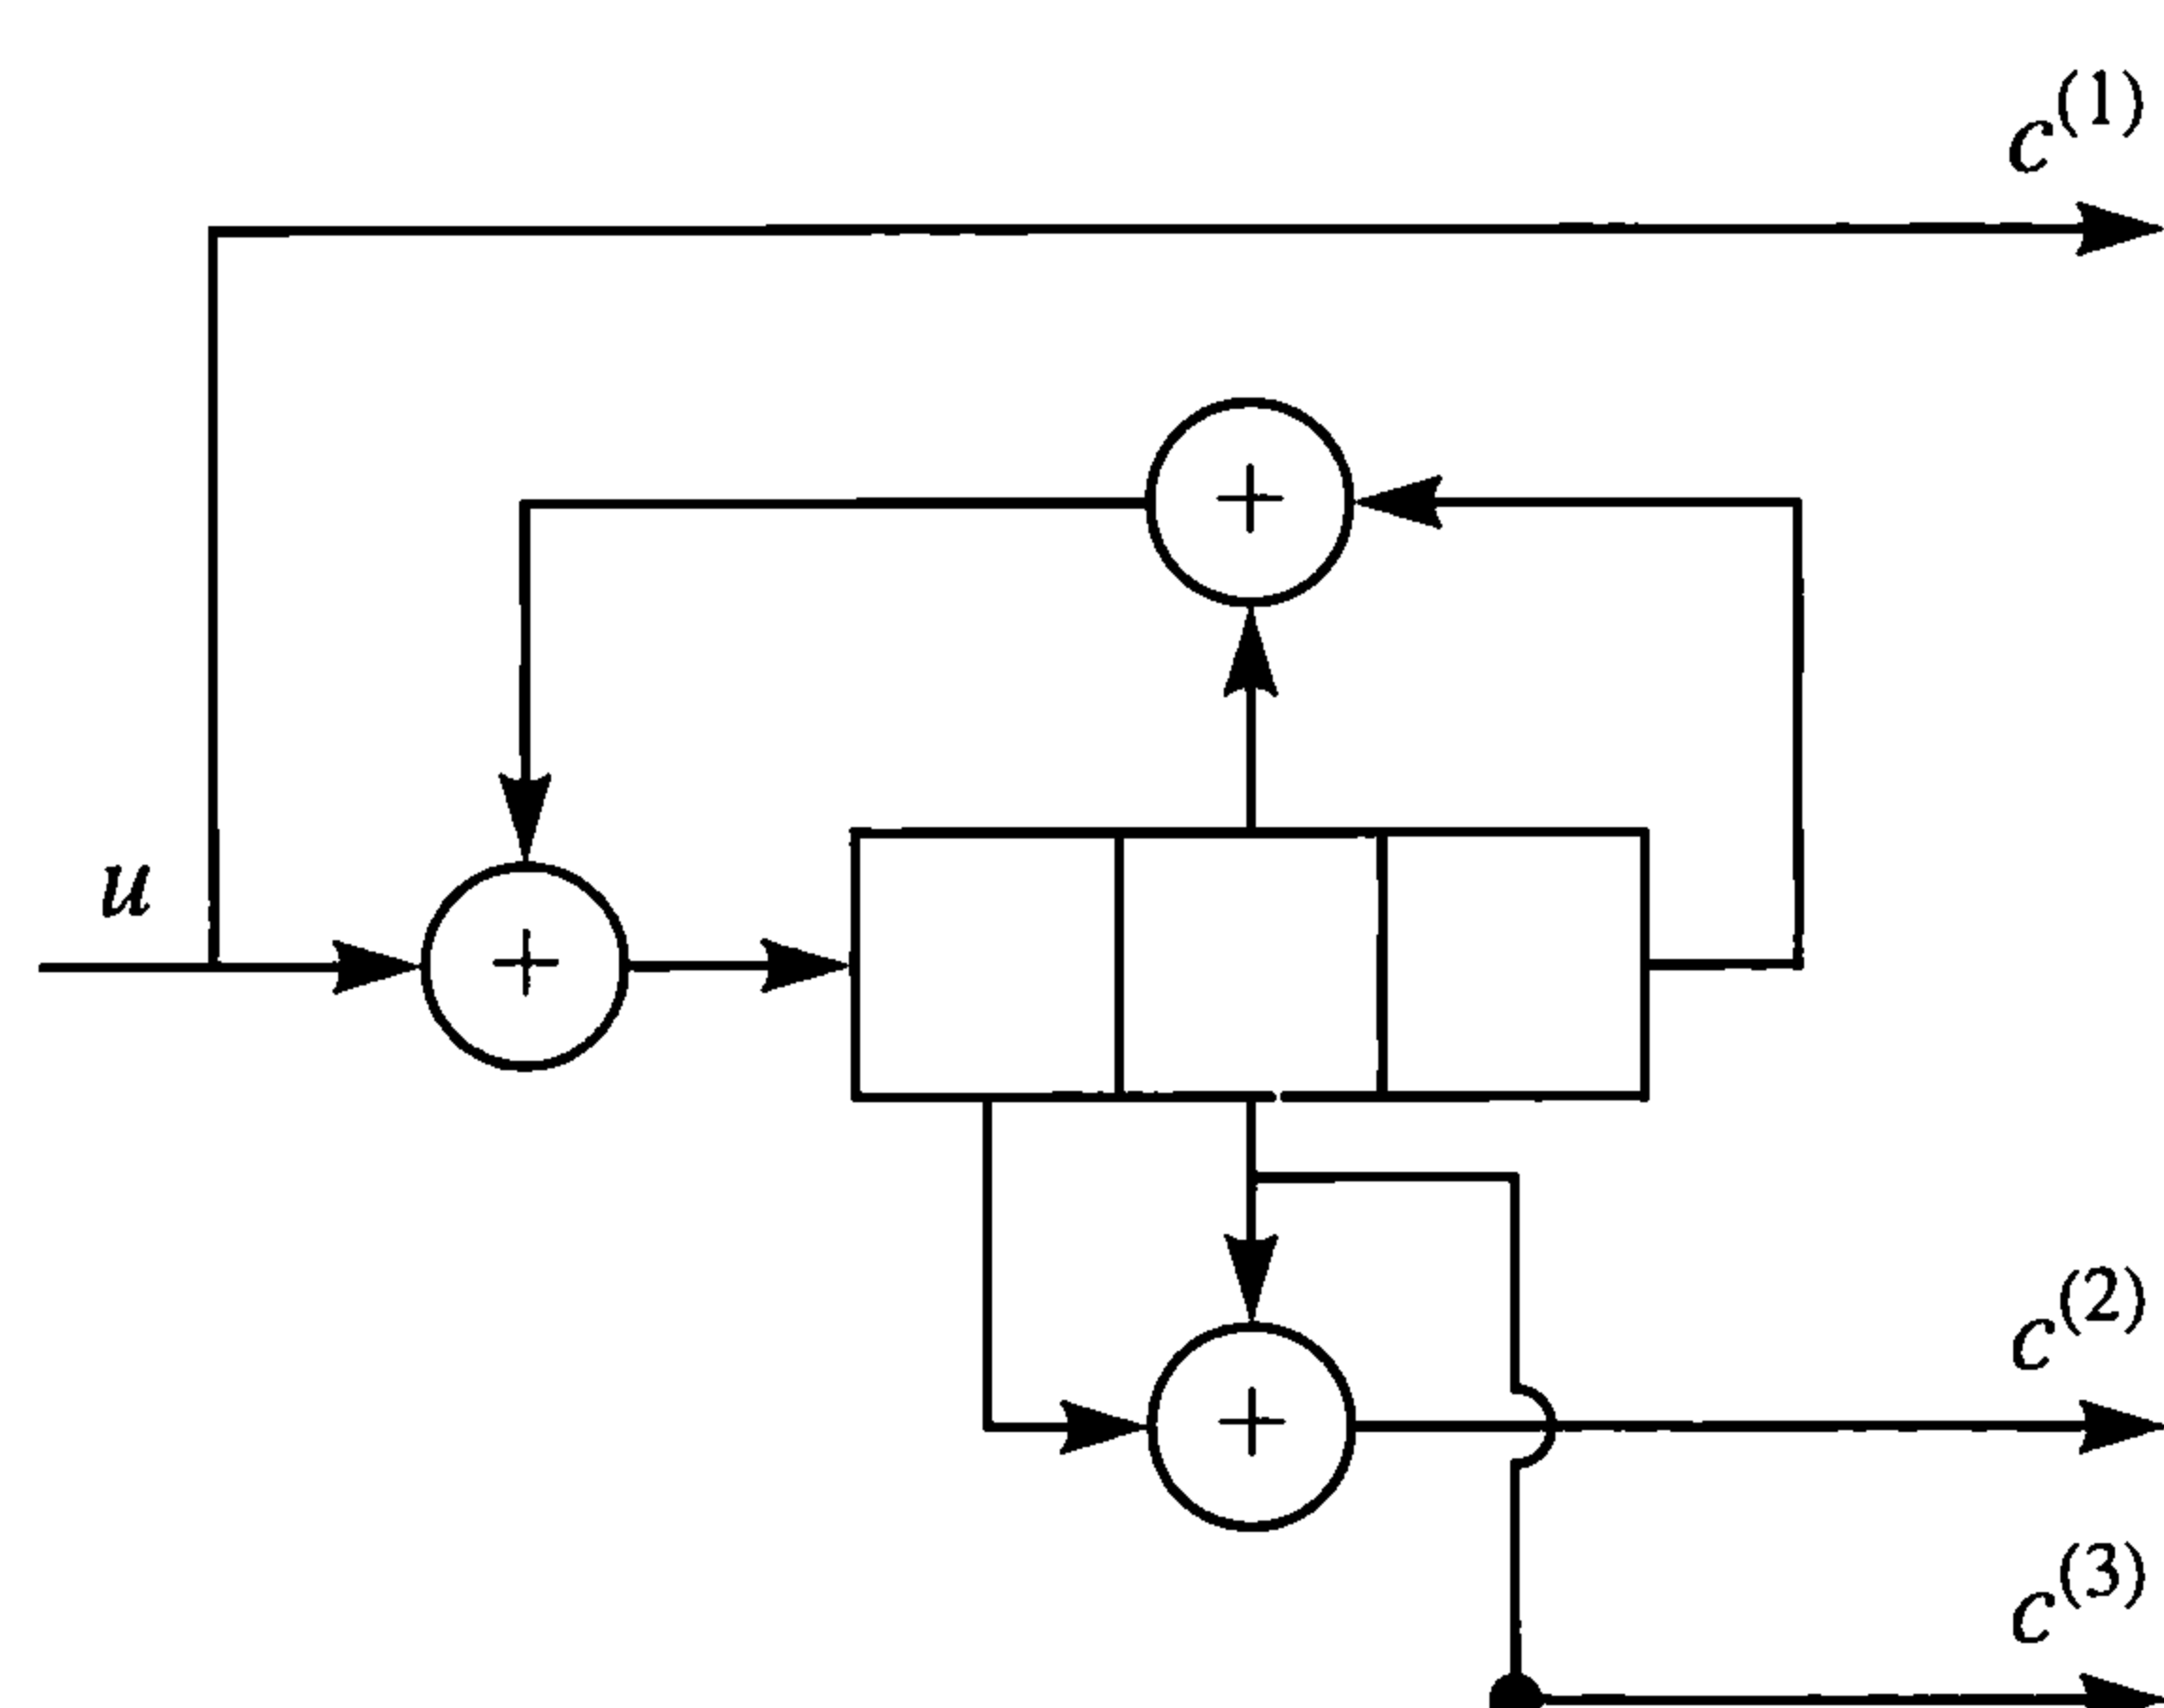 c^(1)
+
u
+
+
c^(2)
c^(3)